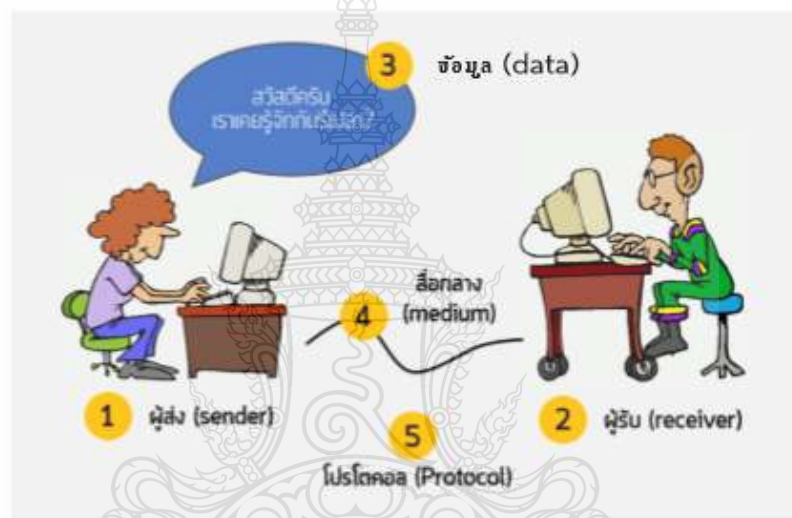 3 ข้อมูล (data)
สวัสดีครับ
เราเคยรู้จักกันรึเปล่า?
สื่อกลาง
4 (medium)
1 ผู้ส่ง (sender)
2 ผู้รับ (receiver)
5
โปรโตคอล (Protocol)